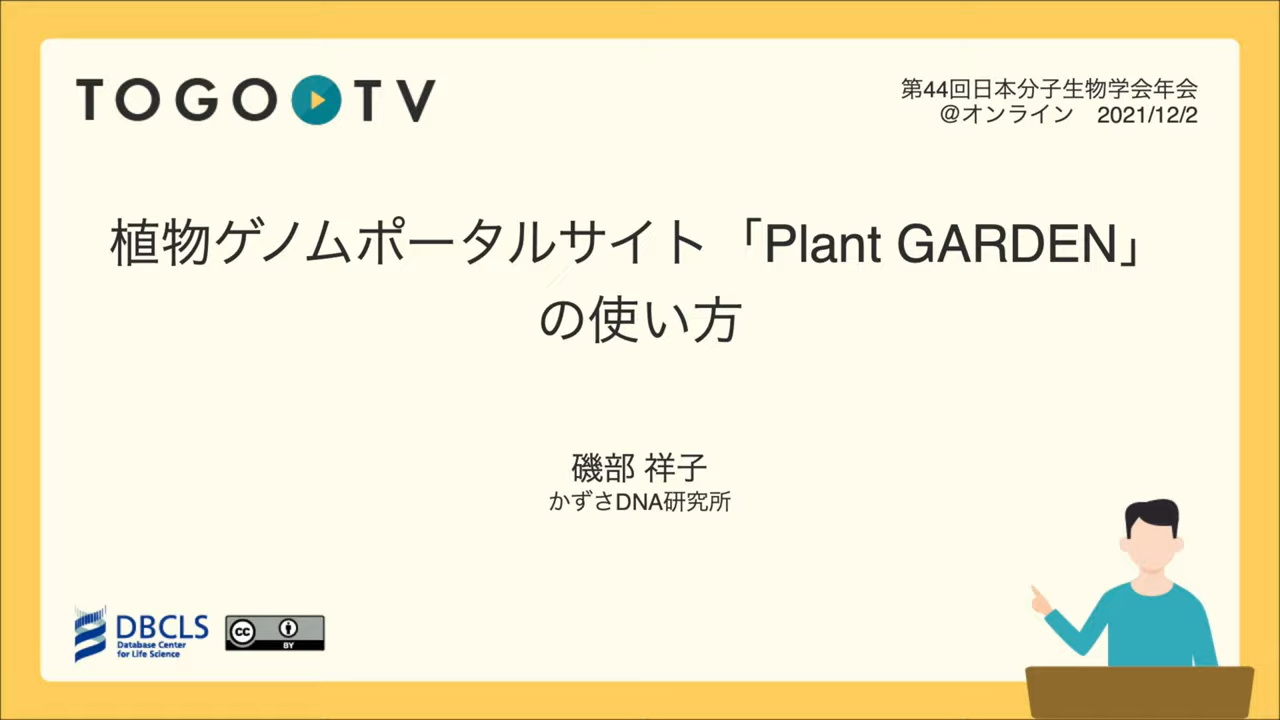 TOGO TV
第44回日本分子生物学会年会
@オンライン 2021/12/2
植物ゲノムポータルサイト「Plant GARDEN」
の使い方
磯部 祥子
かずさDNA研究所
DBCLS
Database Center
for Life Science
cc
BY